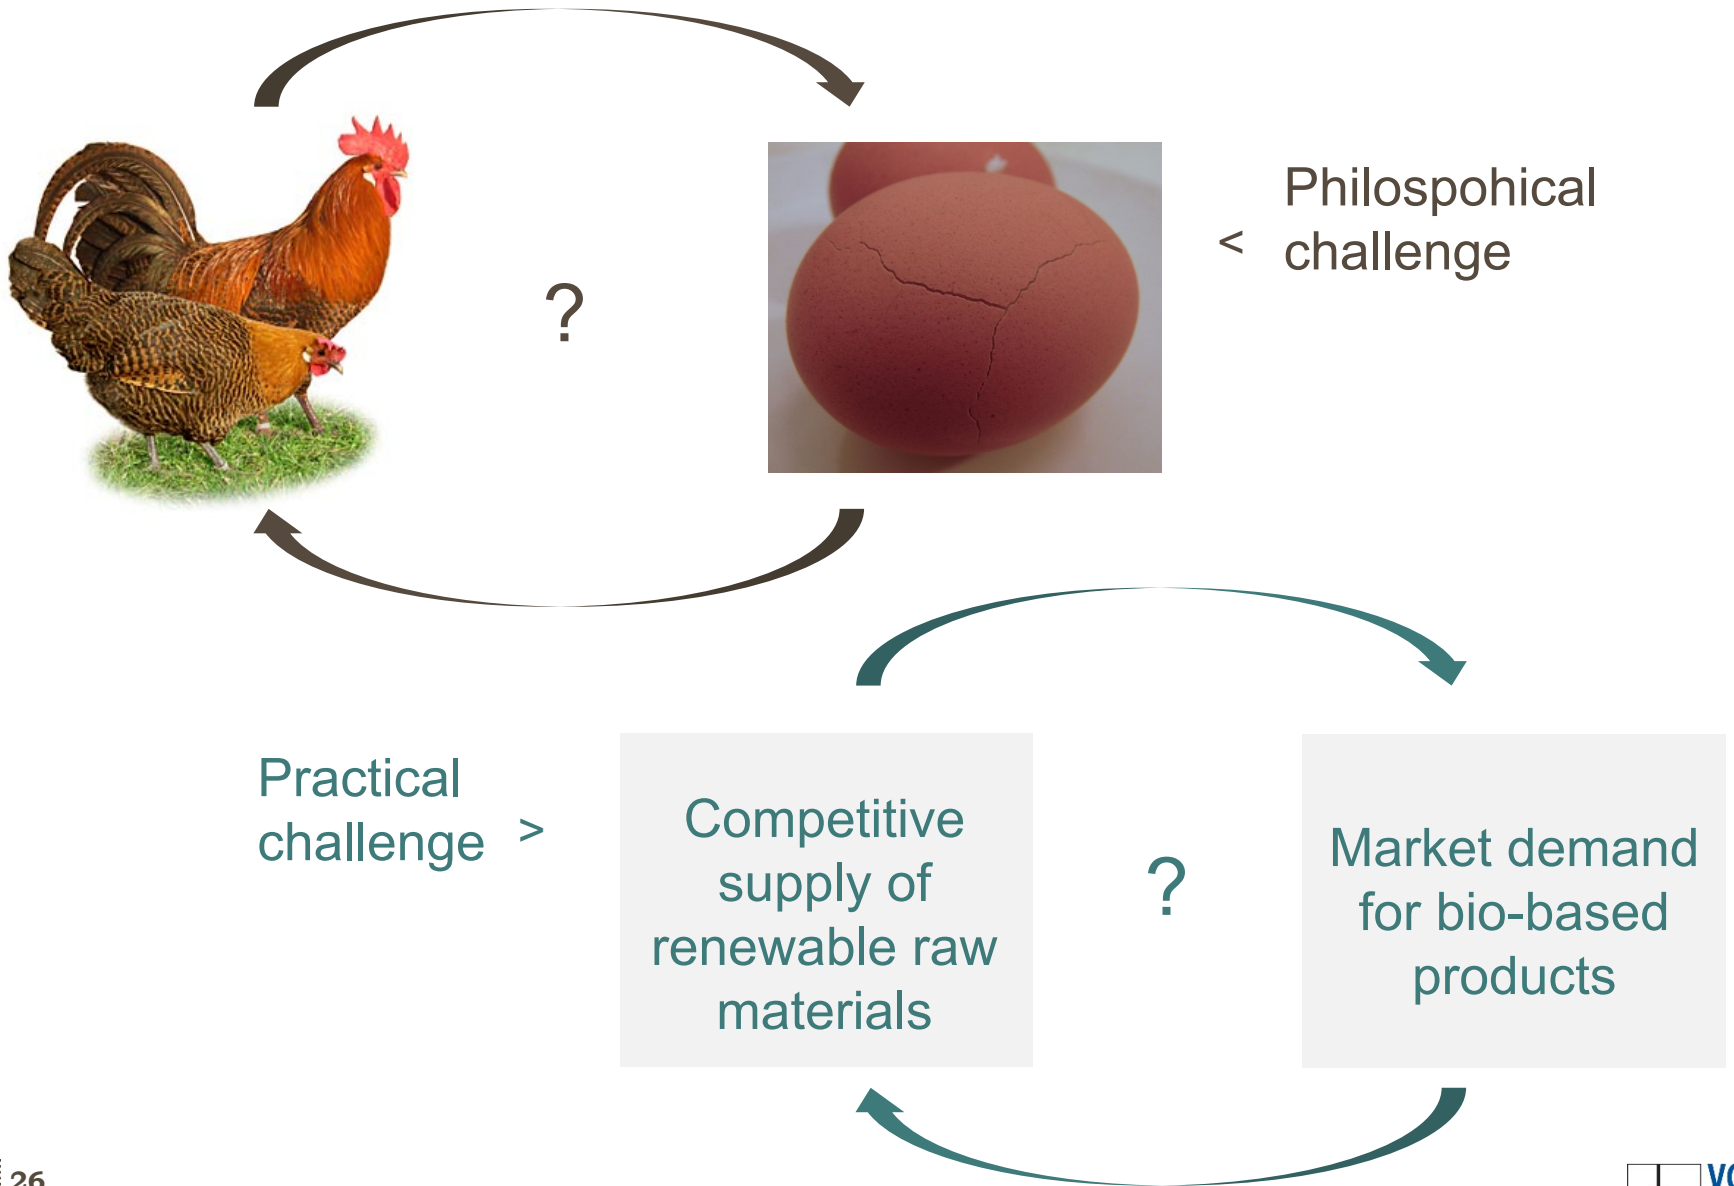 Philospohical
< challenge
?
Practical
challenge >
Competitive
supply of
renewable raw
materials
?
Market demand
for bio-based
products
26